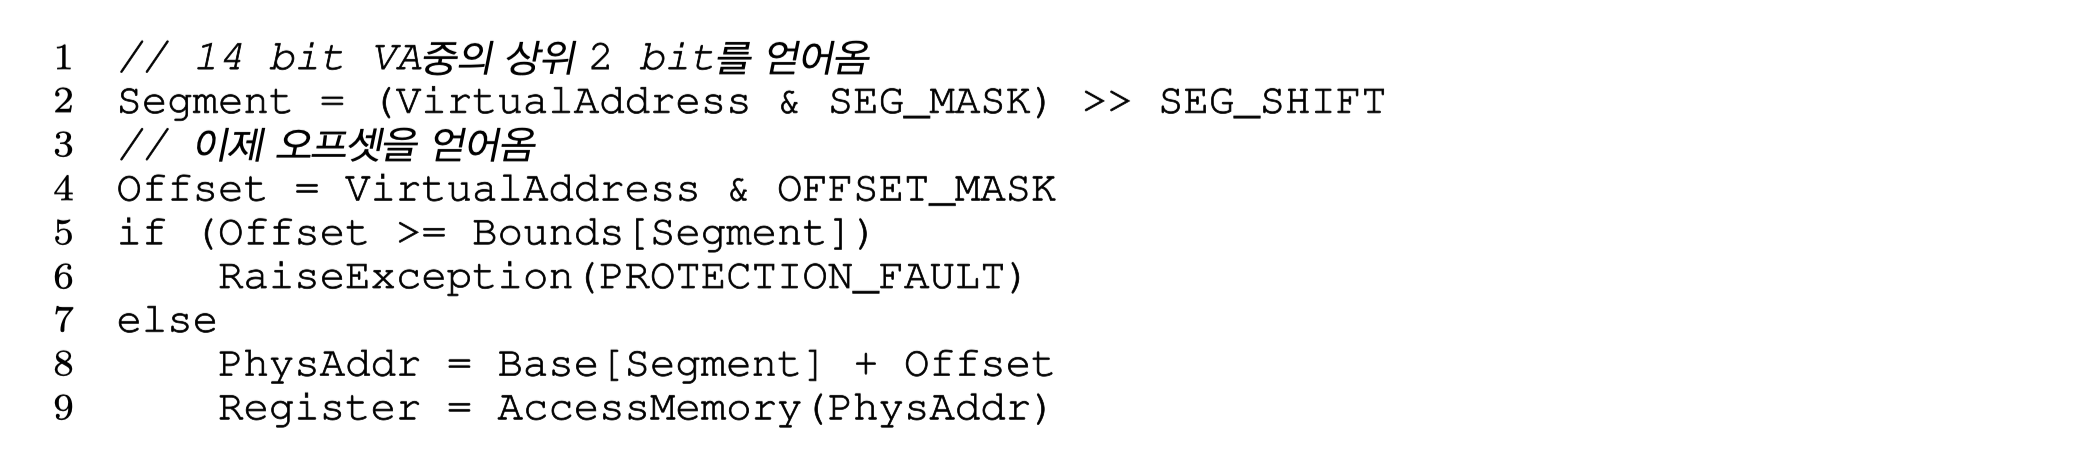 1 // 14 bit VA중의 상위 2 bit를 얻어옴
2 Segment = (VirtualAddress & SEG_MASK) >> SEG_SHIFT
3 // 이제 오프셋을 얻어옴
4 Offset = VirtualAddress & OFFSET_MASK
5 if (Offset >= Bounds[Segment])
6     RaiseException(PROTECTION_FAULT)
7 else
8     PhysAddr = Base[Segment] + Offset
9     Register = AccessMemory(PhysAddr)